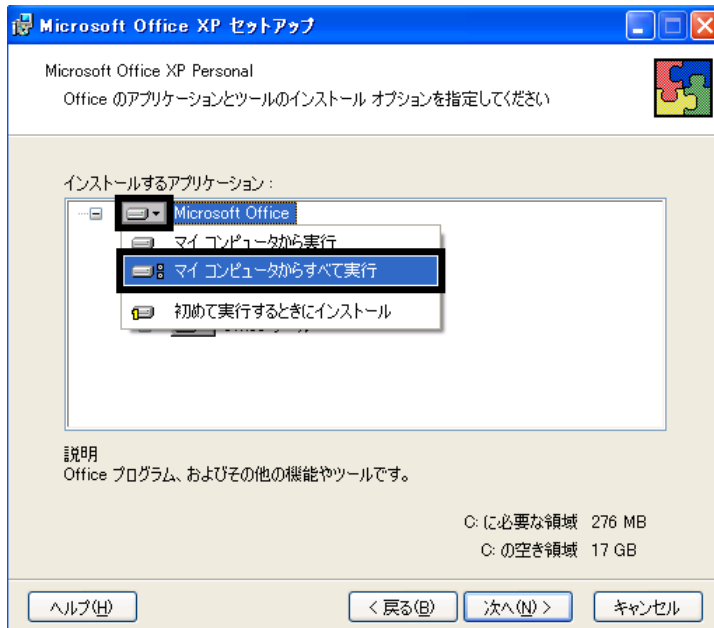 Microsoft Office XP セットアップ
Microsoft Office XP Personal
Office のアプリケーションとツールのインストール オプションを指定してください
インストールするアプリケーション :
Microsoft Office
マイ コンピュータから実行
マイ コンピュータからすべて実行
初めて実行するときにインストール
説明
Office プログラム、およびその他の機能やツールです。
C: に必要な領域 276 MB
C: の空き領域 17 GB
ヘルプ(H)
< 戻る(B)
次へ(N) >
キャンセル